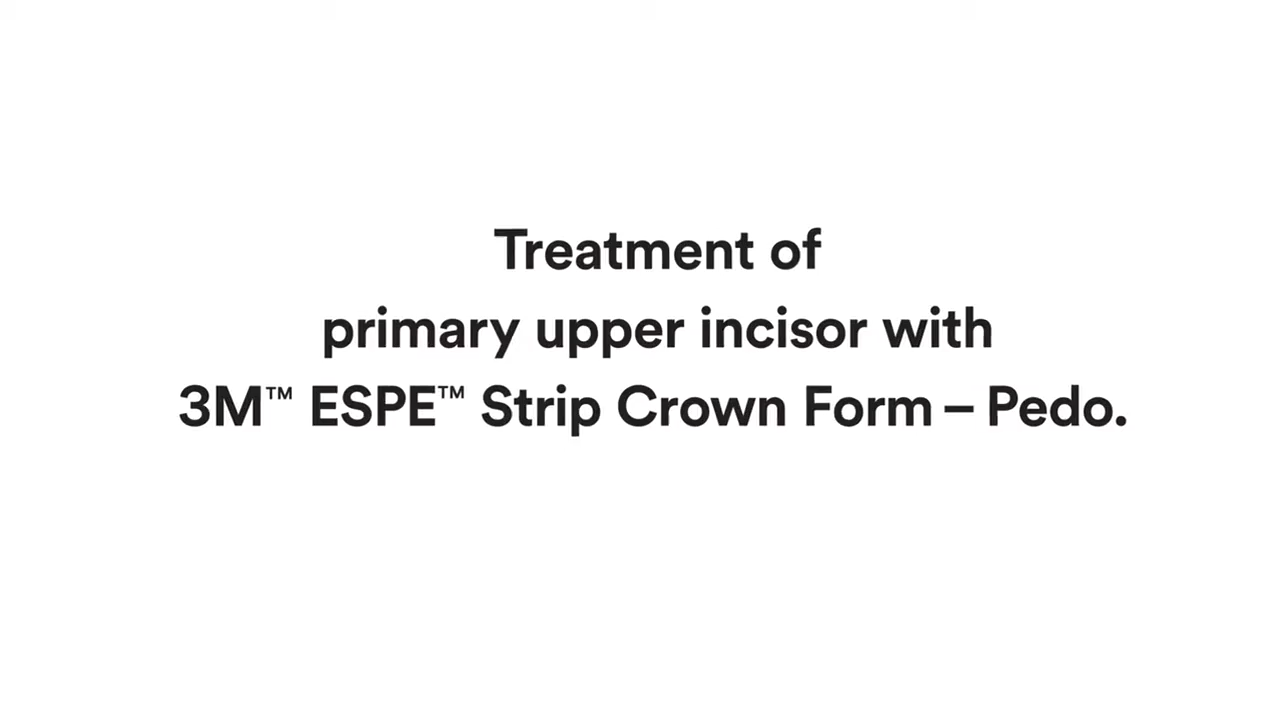 Treatment of
primary upper incisor with
3M™ ESPE™ Strip Crown Form – Pedo.